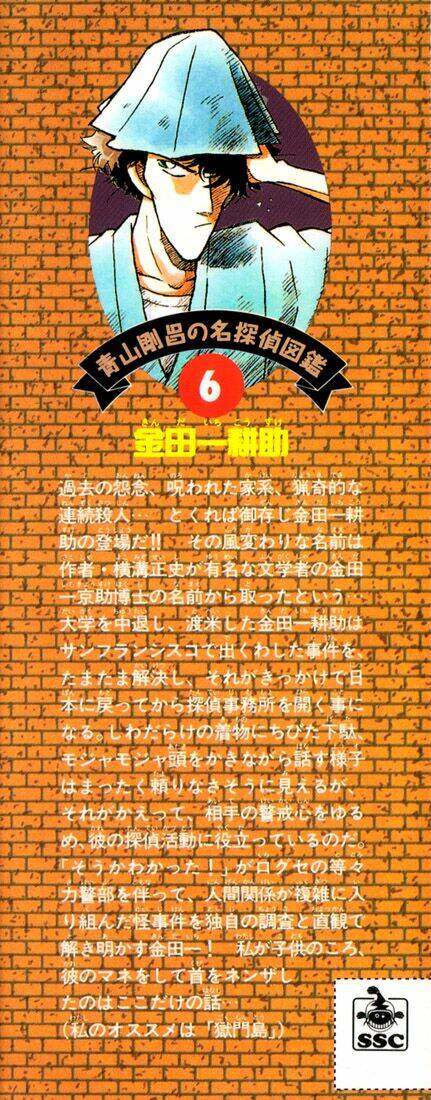 青山剛昌の名探偵図鑑
6
きんだいちこうすけ
金田一耕助
過去の怨念、呪われた家系、猟奇的な
連続殺人… とくれば御存じ金田一耕
助の登場だ!! その風変わりな名前は
作者・横溝正史が有名な文学者の金田
一京助博士の名前から取ったという…
大学を中退し、渡米した金田一耕助は
サンフランシスコで出くわした事件を、
たまたま解決し、それがきっかけで日
本に戻ってから探偵事務所を開く事に
なる。しわだらけの着物にちびた下駄、
モジャモジャ頭をかきながら話す様子
はまったく頼りなさそうに見えるが、
それがかえって、相手の警戒心をゆる
め、彼の探偵活動に役立っているのだ。
「そうかわかった!」が口グセの等々
力警部を伴って、人間関係が複雑に入
り組んだ怪事件を独自の調査と直観で
解き明かす金田一! 私が子供のころ、
彼のマネをして首をネンザし
たのはここだけの話…
(私のオススメは「獄門島」)
SSC